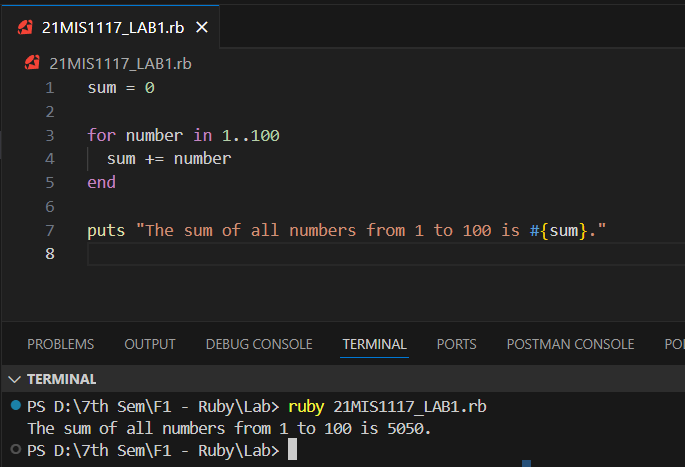 21MIS1117_LAB1.rb
21MIS1117_LAB1.rb
1 sum = 0
2
3 for number in 1..100
4   sum += number
5 end
6
7 puts "The sum of all numbers from 1 to 100 is #{sum}."
8
PROBLEMS OUTPUT DEBUG CONSOLE TERMINAL PORTS POSTMAN CONSOLE
TERMINAL
PS D:\7th Sem\F1 - Ruby\Lab> ruby 21MIS1117_LAB1.rb
The sum of all numbers from 1 to 100 is 5050.
PS D:\7th Sem\F1 - Ruby\Lab>